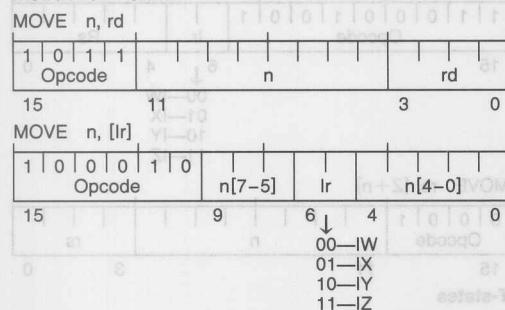 MOVE n, rd
1 0 1 1
Opcode n rd
15 11 3 0
MOVE n, [Ir]
1 0 0 0 1 0
Opcode n[7–5] Ir n[4–0]
15 9 6 ↓ 4 0
00—IW
01—IX
10—IY
11—IZ